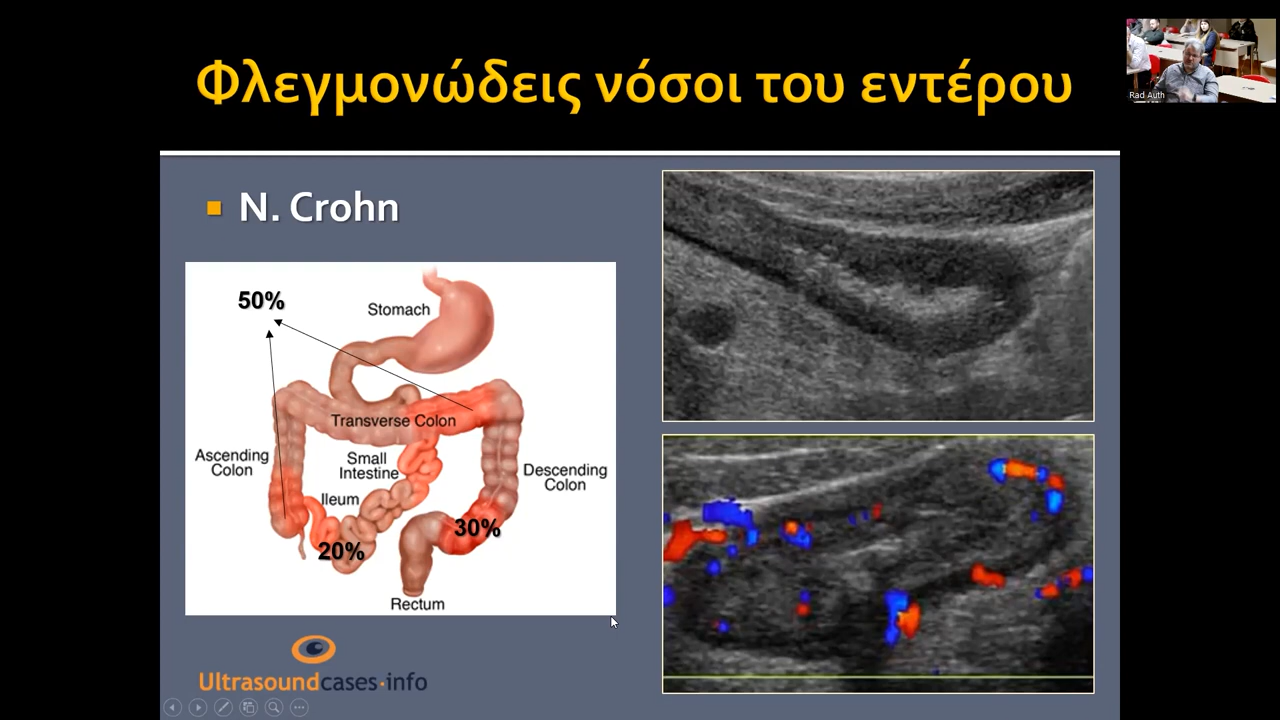 Φλεγμονώδεις νόσοι του εντέρου
Rad Auth
N. Crohn
50%
Stomach
Transverse Colon
Ascending
Colon
Small
Intestine
Descending
Colon
Ileum
30%
20%
Rectum
Ultrasoundcases·info